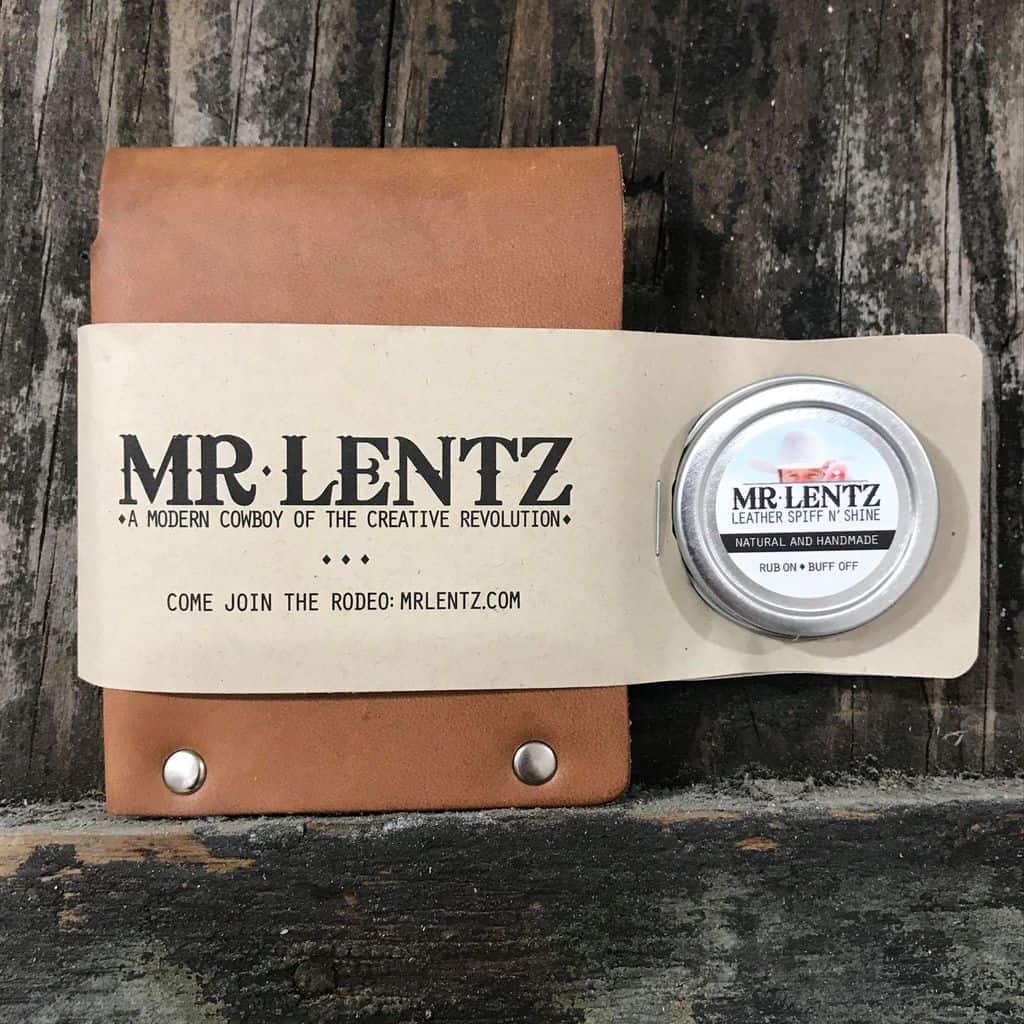 MR·LENTZ
♦A MODERN COWBOY OF THE CREATIVE REVOLUTION♦
♦ ♦ ♦
COME JOIN THE RODEO: MRLENTZ.COM
MR·LENTZ
LEATHER SPIFF N' SHINE
NATURAL AND HANDMADE
RUB ON ♦ BUFF OFF